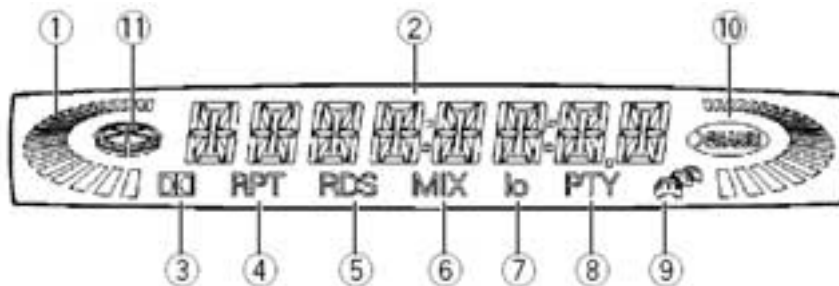 ① ⑪ ② ⑩
RPT RDS MIX lo PTY
③ ④ ⑤ ⑥ ⑦ ⑧ ⑨